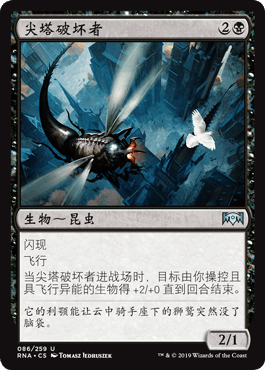 尖塔破坏者 2
生物～昆虫
闪现
飞行
当尖塔破坏者进战场时，目标由你操控且
具飞行异能的生物得 +2/+0 直到回合结束。
它的利颚能让云中骑手座下的狮鹫突然没了
脑袋。
2/1
086/259 U
RNA • CS TOMASZ JEDRUSZEK
™ & © 2019 Wizards of the Coast